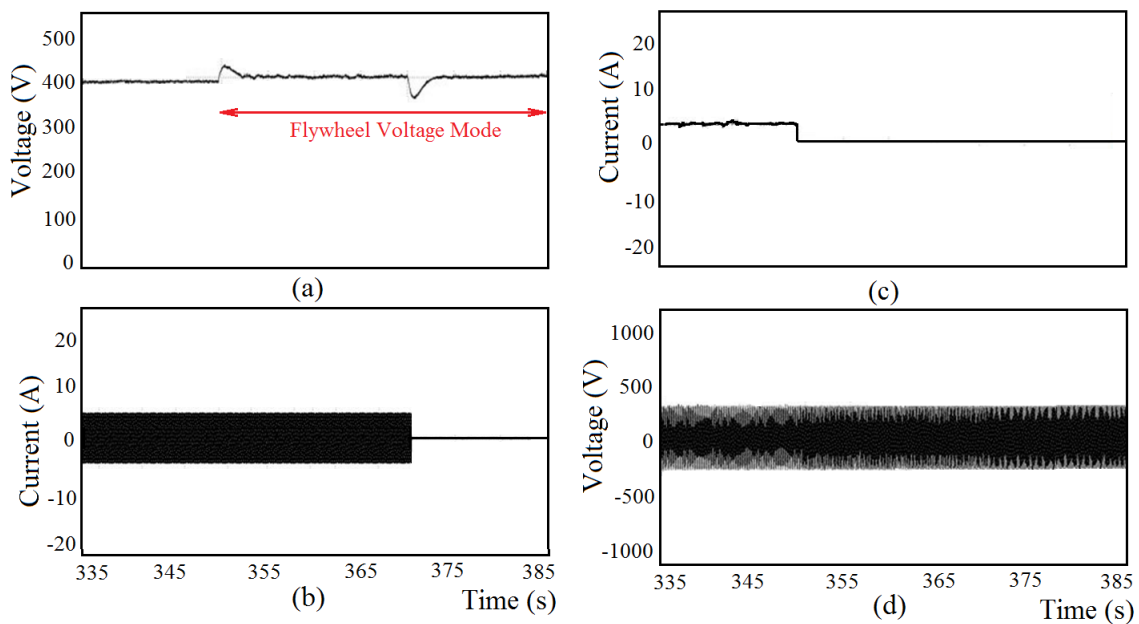 Voltage (V)
500
400
300
200
100
0
Flywheel Voltage Mode
(a)
Current (A)
20
10
0
-10
-20
(c)
Current (A)
20
10
0
-10
-20
335 345 355 365 375 385
(b) Time (s)
Voltage (V)
1000
500
0
-500
-1000
335 345 355 365 375 385
(d) Time (s)